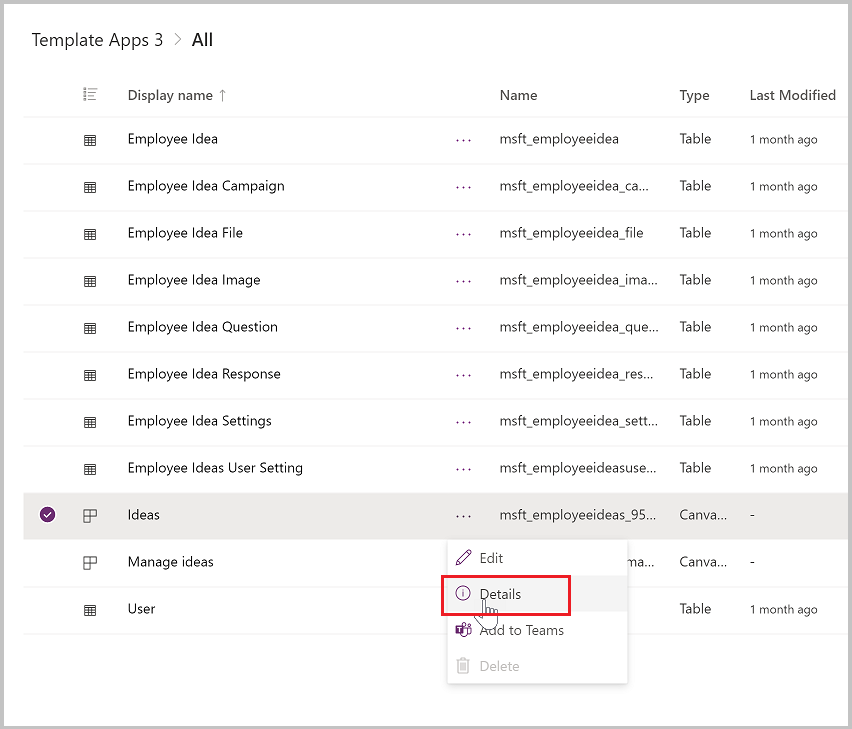 Template Apps 3 > All
Display name ↑ Name Type Last Modified
Employee Idea ... msft_employeeidea Table 1 month ago
Employee Idea Campaign ... msft_employeeidea_ca... Table 1 month ago
Employee Idea File ... msft_employeeidea_file Table 1 month ago
Employee Idea Image ... msft_employeeidea_ima... Table 1 month ago
Employee Idea Question ... msft_employeeidea_que... Table 1 month ago
Employee Idea Response ... msft_employeeidea_res... Table 1 month ago
Employee Idea Settings ... msft_employeeidea_sett... Table 1 month ago
Employee Ideas User Setting ... msft_employeeideasuse... Table 1 month ago
Ideas ... msft_employeeideas_95... Canva... -
Manage ideas ma... Canva... -
Edit
Details
User Table 1 month ago
Add to Teams
Delete